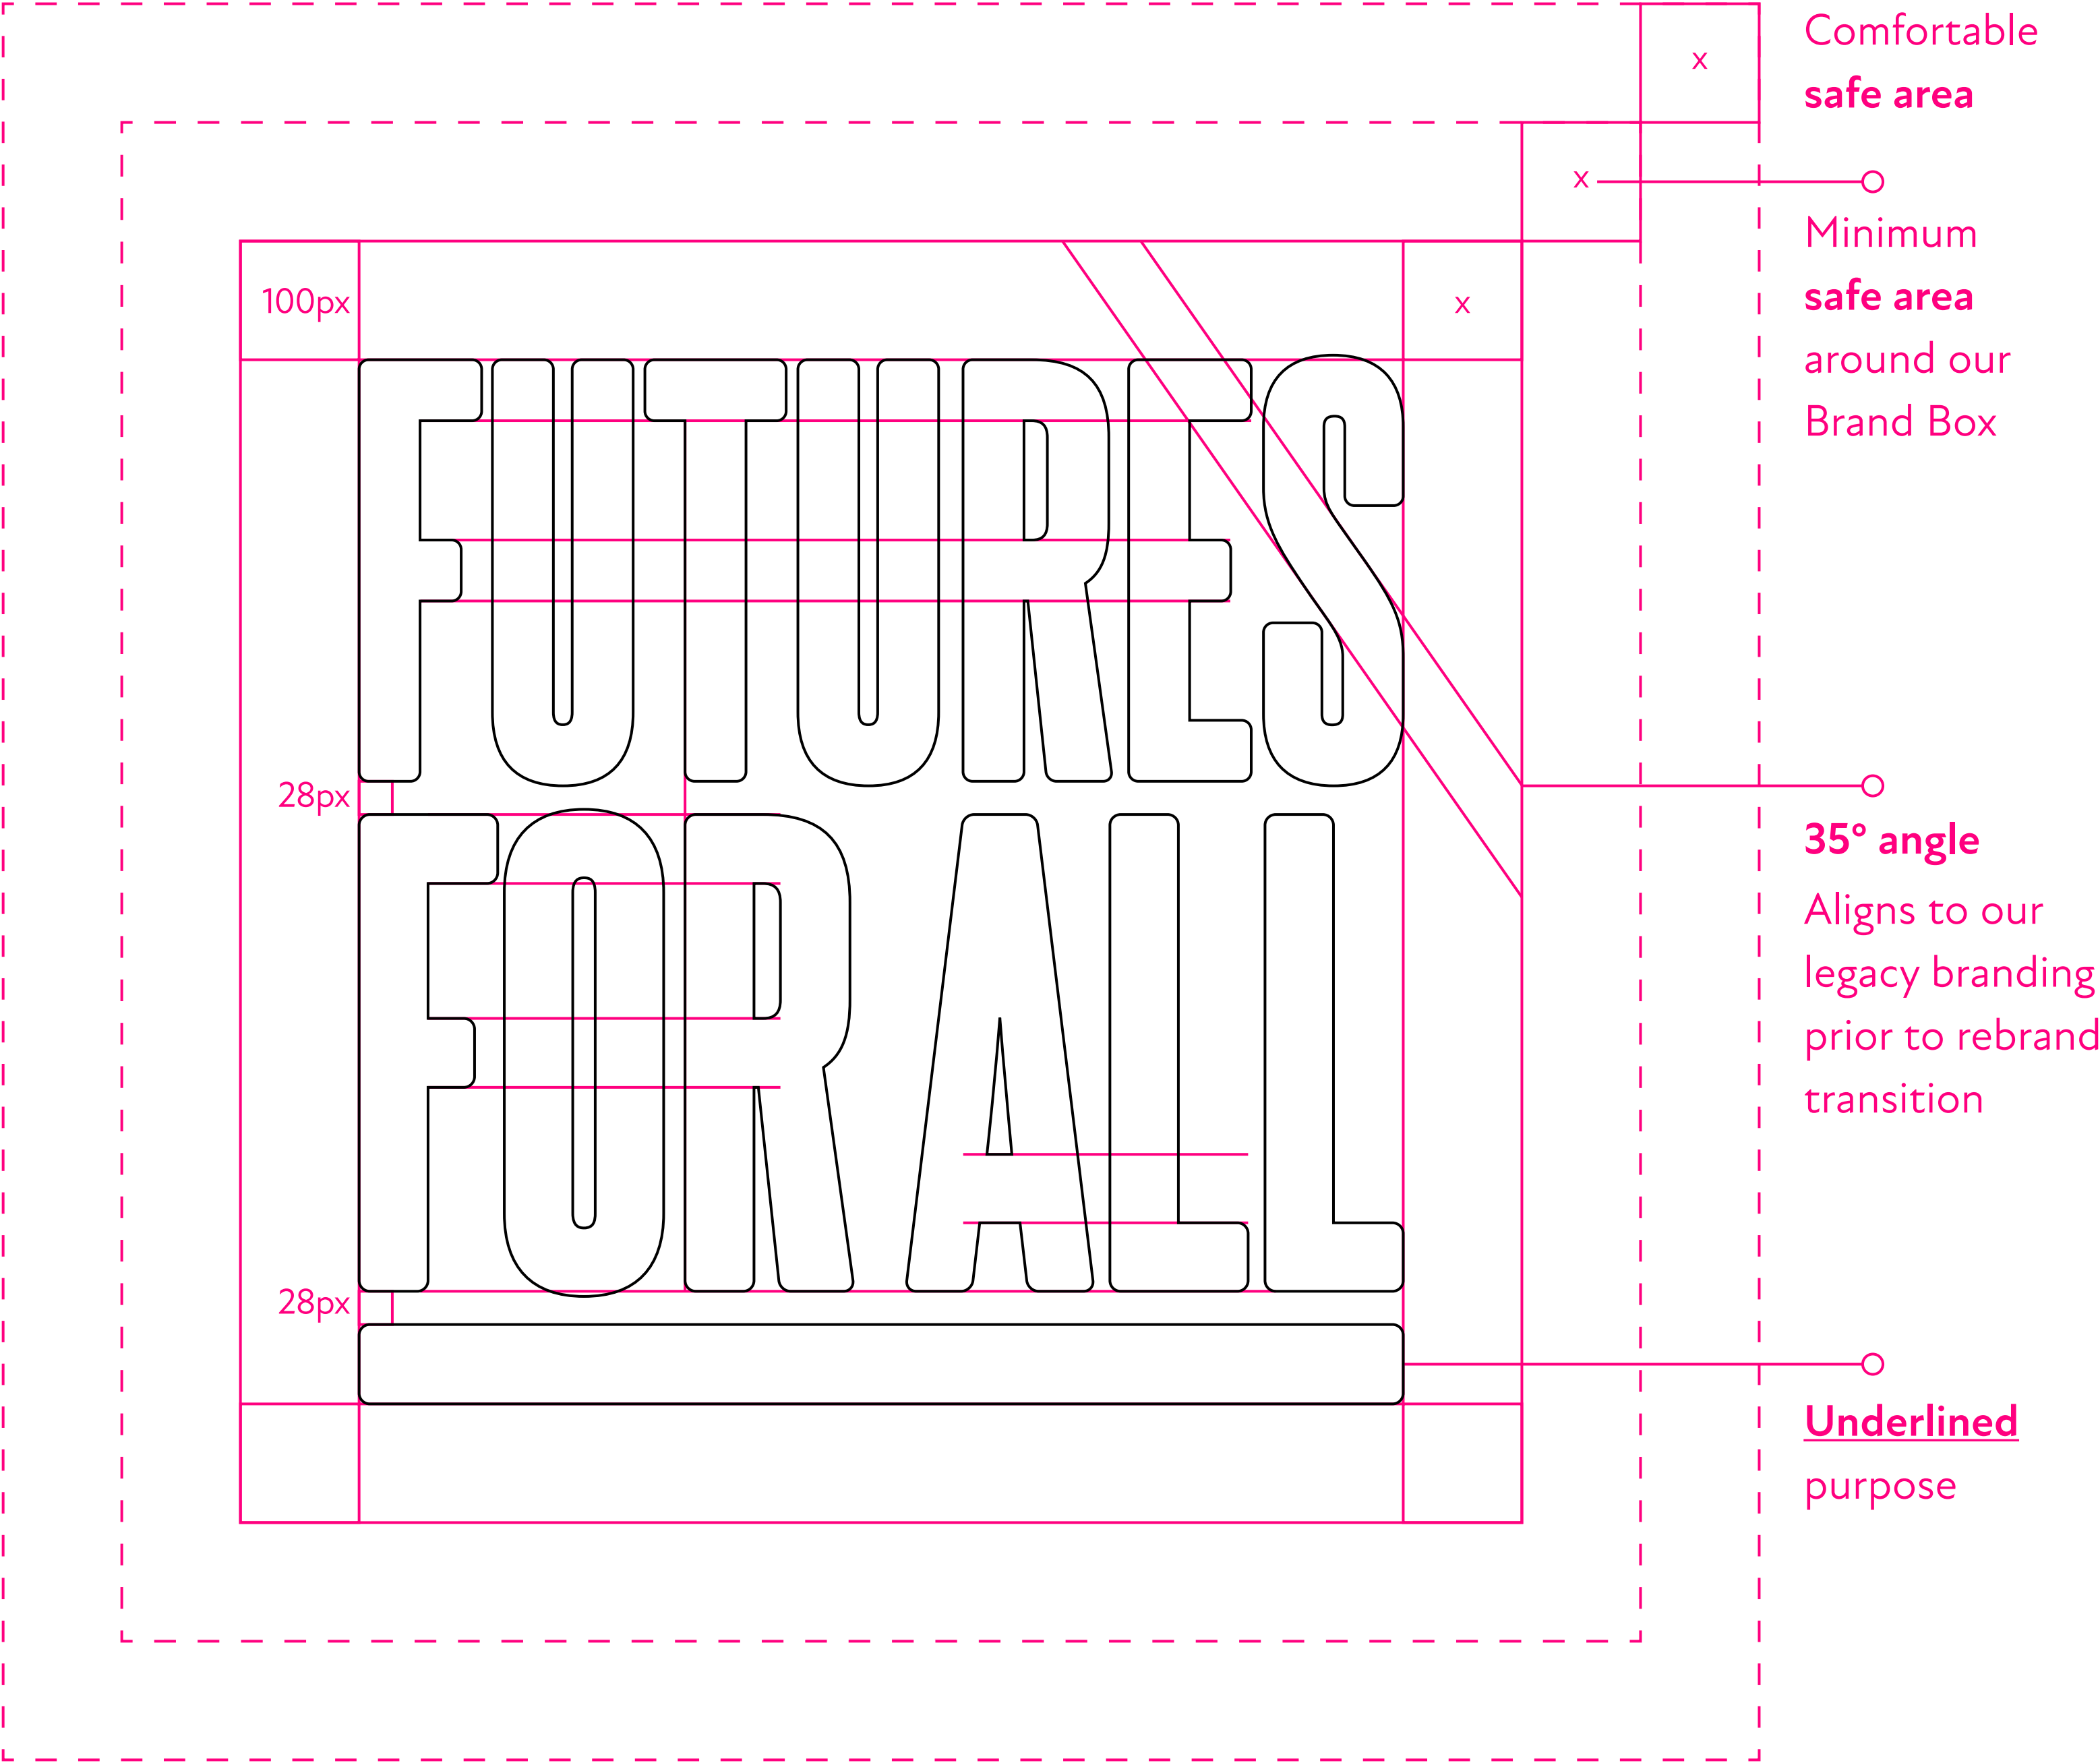 Comfortable
safe area
x
x
Minimum
safe area
around our
Brand Box
100px
x
FUTURES
28px
FOR ALL
28px
35° angle
Aligns to our
legacy branding
prior to rebrand
transition
Underlined
purpose